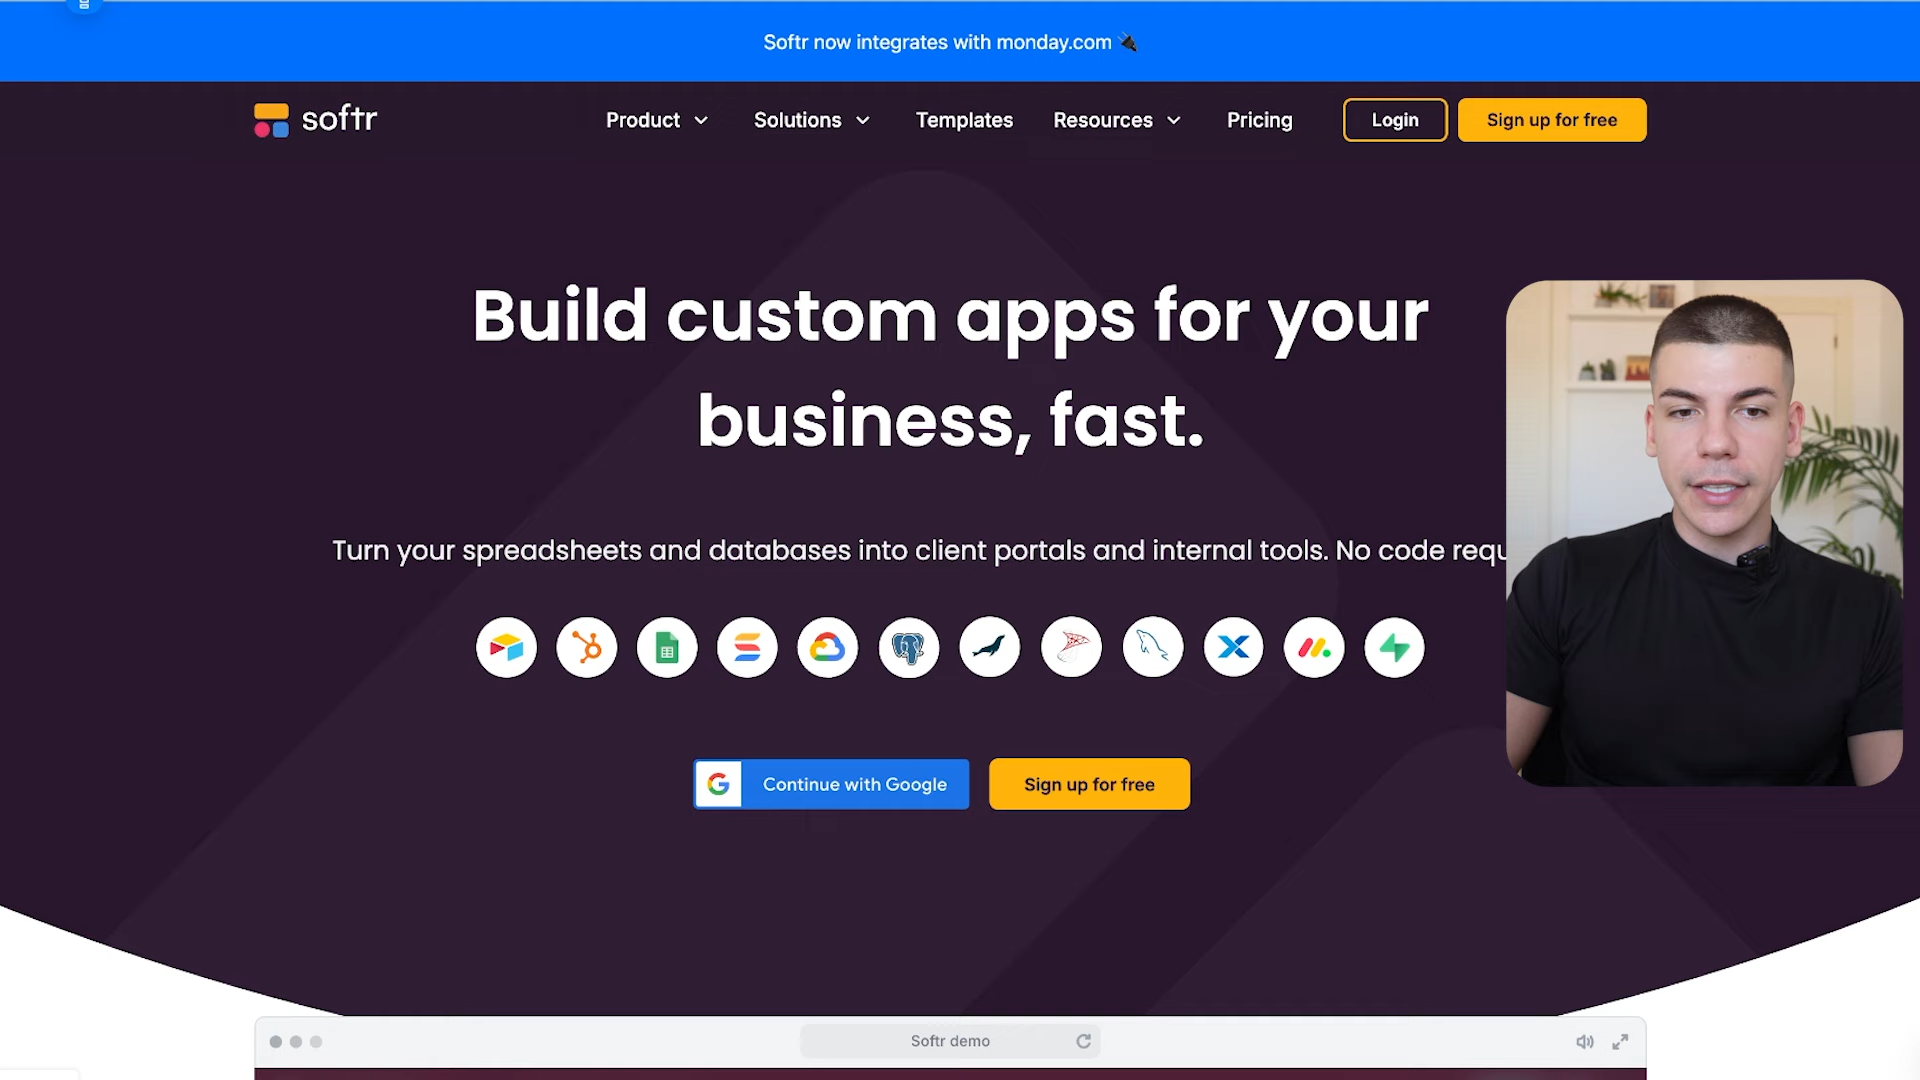 Softr now integrates with monday.com
softr
Product
Solutions
Templates
Resources
Pricing
Login
Sign up for free
Build custom apps for your
business, fast.
Turn your spreadsheets and databases into client portals and internal tools. No code
Continue with Google
Sign up for free
Softr demo